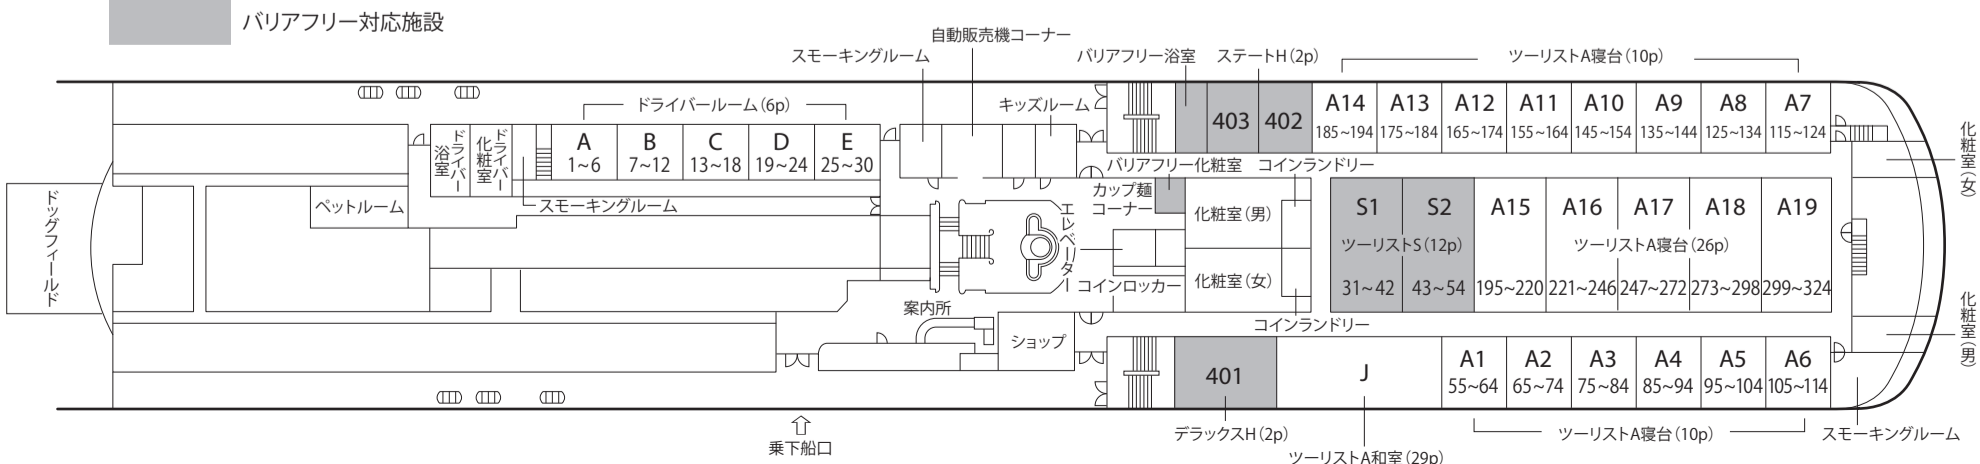 バリアフリー対応施設
自動販売機コーナー
スモーキングルーム
バリアフリー浴室
ステートH(2p)
ツーリストA寝台(10p)
ドライバールーム(6p)
キッズルーム
ドライバー浴室
ドライバー化粧室
A
1~6
B
7~12
C
13~18
D
19~24
E
25~30
403
402
A14
185~194
A13
175~184
A12
165~174
A11
155~164
A10
145~154
A9
135~144
A8
125~134
A7
115~124
化粧室(女)
バリアフリー化粧室
コインランドリー
カップ麺
コーナー
ドッグフィールド
ペットルーム
スモーキングルーム
エレベーター
化粧室(男)
化粧室(女)
コインロッカー
S1
S2
ツーリストS(12p)
31~42
43~54
A15
A16
A17
A18
A19
ツーリストA寝台(26p)
195~220
221~246
247~272
273~298
299~324
化粧室(男)
案内所
ショップ
コインランドリー
401
J
A1
55~64
A2
65~74
A3
75~84
A4
85~94
A5
95~104
A6
105~114
乗下船口
デラックスH(2p)
ツーリストA和室(29p)
ツーリストA寝台(10p)
スモーキングルーム